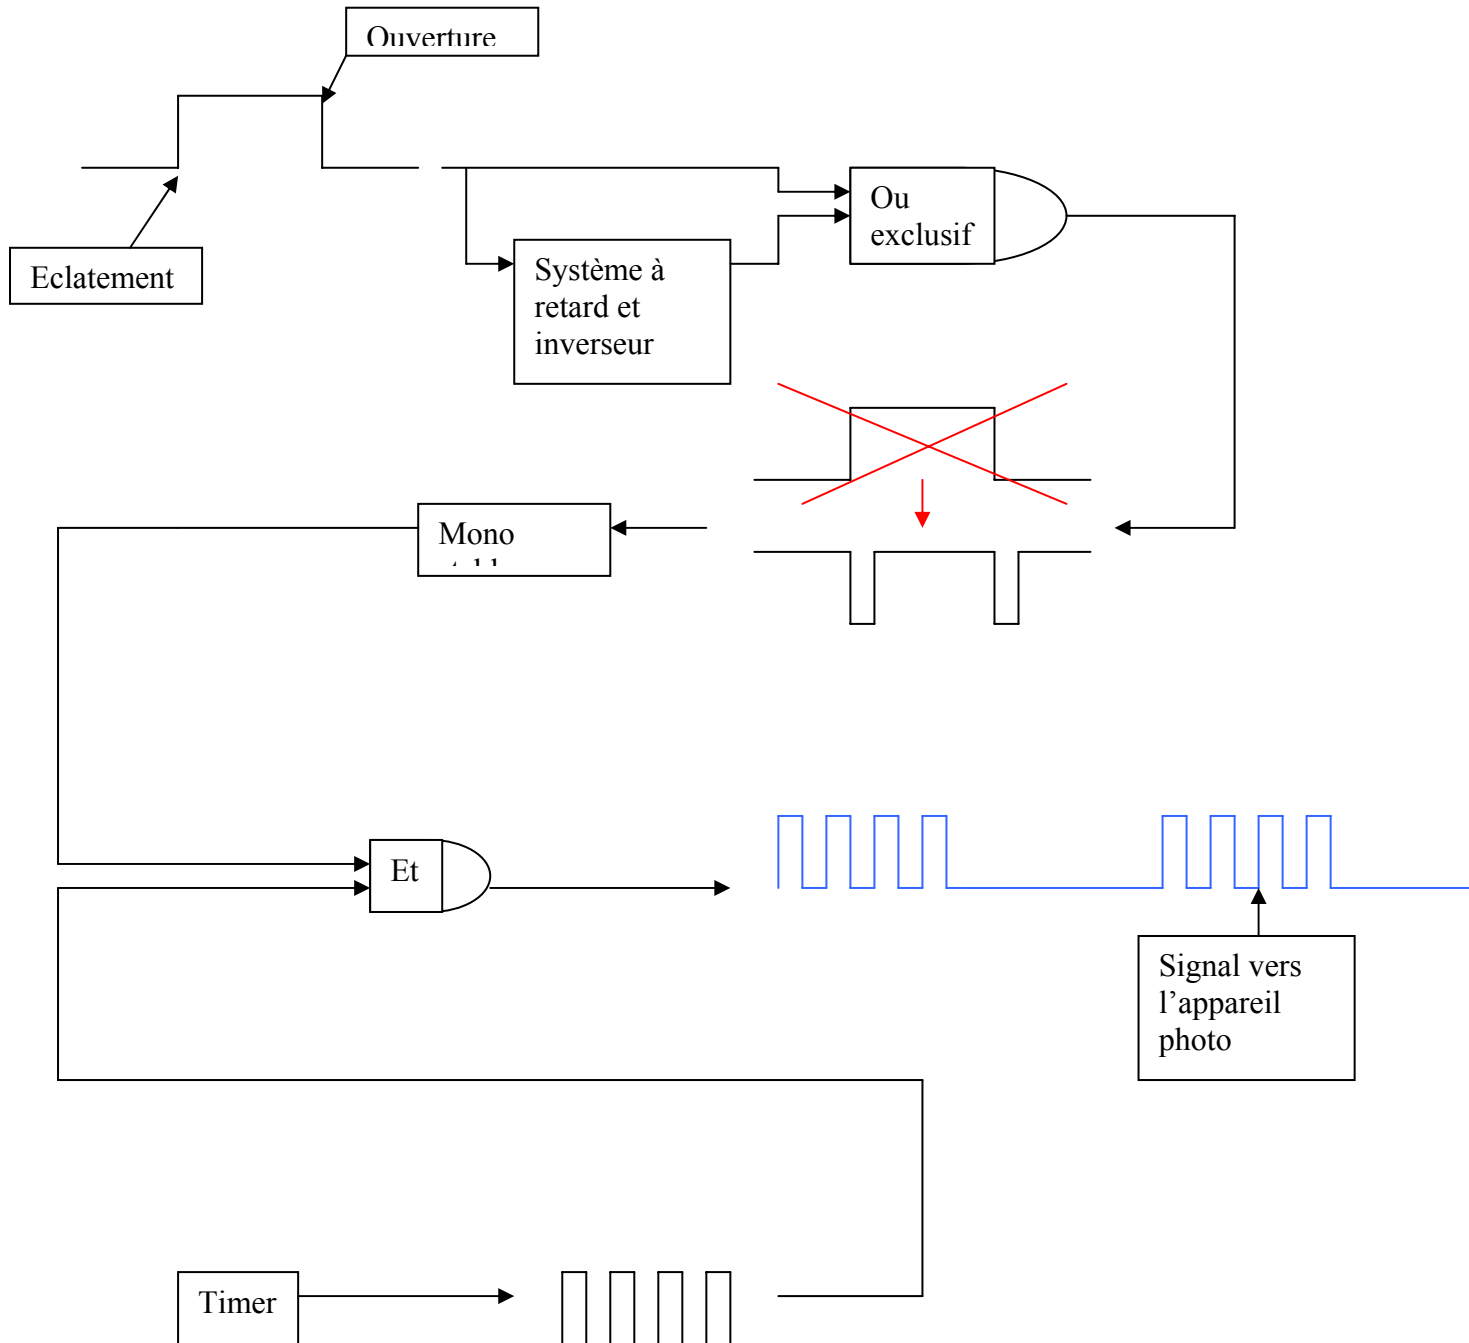 Ouverture
Ou
exclusif
Eclatement
Système à
retard et
inverseur
Mono
Et
Signal vers
l’appareil
photo
Timer